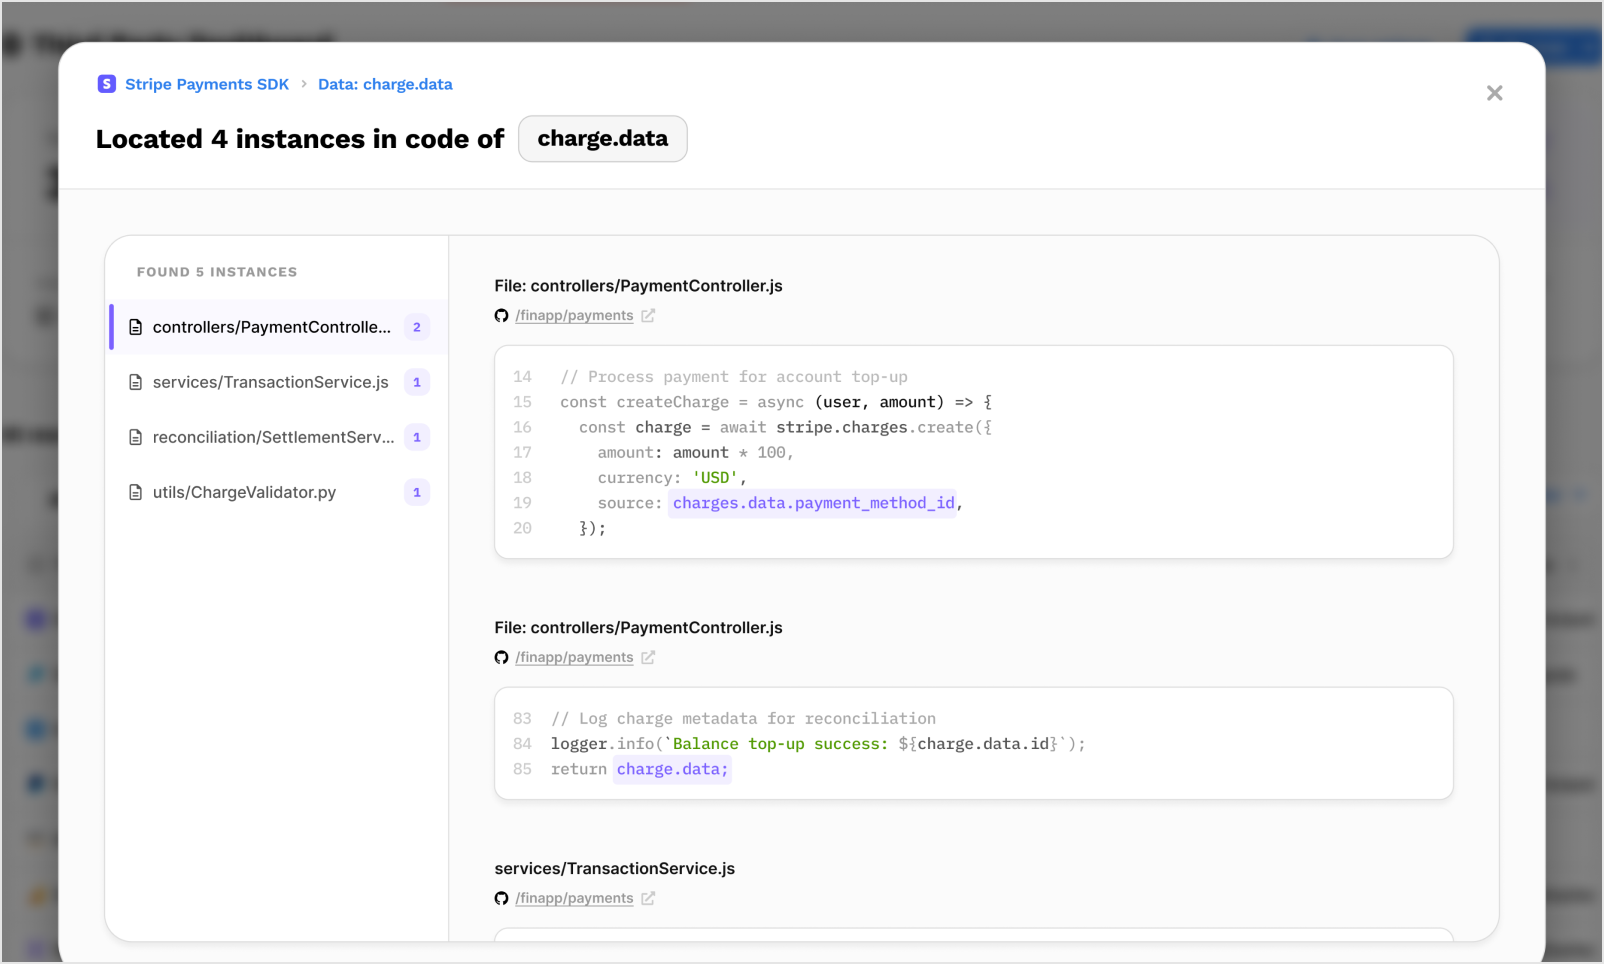 S Stripe Payments SDK › Data: charge.data
Located 4 instances in code of charge.data
FOUND 5 INSTANCES
controllers/PaymentControlle... 2
services/TransactionService.js 1
reconciliation/SettlementServ... 1
utils/ChargeValidator.py 1
File: controllers/PaymentController.js
/finapp/payments
14 // Process payment for account top-up
15 const createCharge = async (user, amount) => {
16 const charge = await stripe.charges.create({
17 amount: amount * 100,
18 currency: 'USD',
19 source: charges.data.payment_method_id,
20 });
File: controllers/PaymentController.js
/finapp/payments
83 // Log charge metadata for reconciliation
84 logger.info(`Balance top-up success: ${charge.data.id}`);
85 return charge.data;
services/TransactionService.js
/finapp/payments